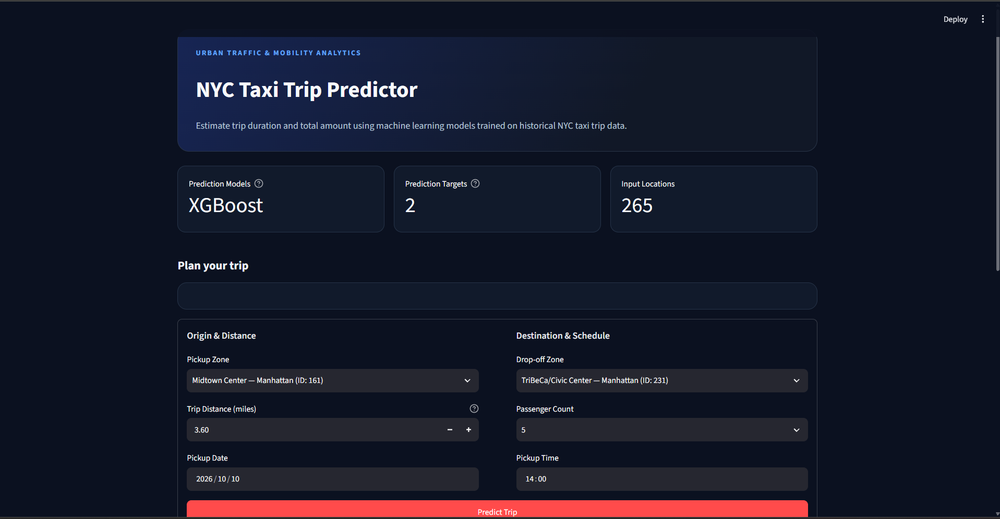 Deploy
URBAN TRAFFIC & MOBILITY ANALYTICS
NYC Taxi Trip Predictor
Estimate trip duration and total amount using machine learning models trained on historical NYC taxi trip data.
Prediction Models
XGBoost
Prediction Targets
2
Input Locations
265
Plan your trip
Origin & Distance
Destination & Schedule
Pickup Zone
Drop-off Zone
Midtown Center — Manhattan (ID: 161)
TriBeCa/Civic Center — Manhattan (ID: 231)
Trip Distance (miles)
Passenger Count
3.60
5
Pickup Date
Pickup Time
2026/10/10
14:00
Predict Trip